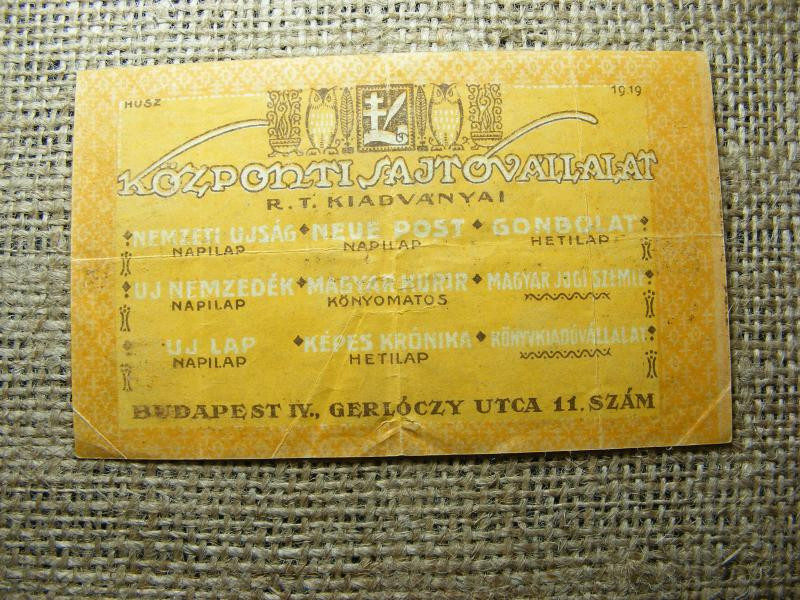 HUSZ 1919
KÖZPONTI SAJTÓVÁLLALAT
R.T. KIADVÁNYAI
NEMZETI UJSÁG ◆ NEUE POST ◆ GONDOLAT
NAPILAP NAPILAP HETILAP
UJ NEMZEDÉK ◆ MAGYAR KURIR ◆ MAGYAR JOGI SZEMLE
NAPILAP KÖNYOMATOS
UJ LAP ◆ KÉPES KRÓNIKA ◆ KÖNYVKIADÓVÁLLALAT
NAPILAP HETILAP
BUDAPEST IV., GERLÓCZY UTCA 11. SZÁM